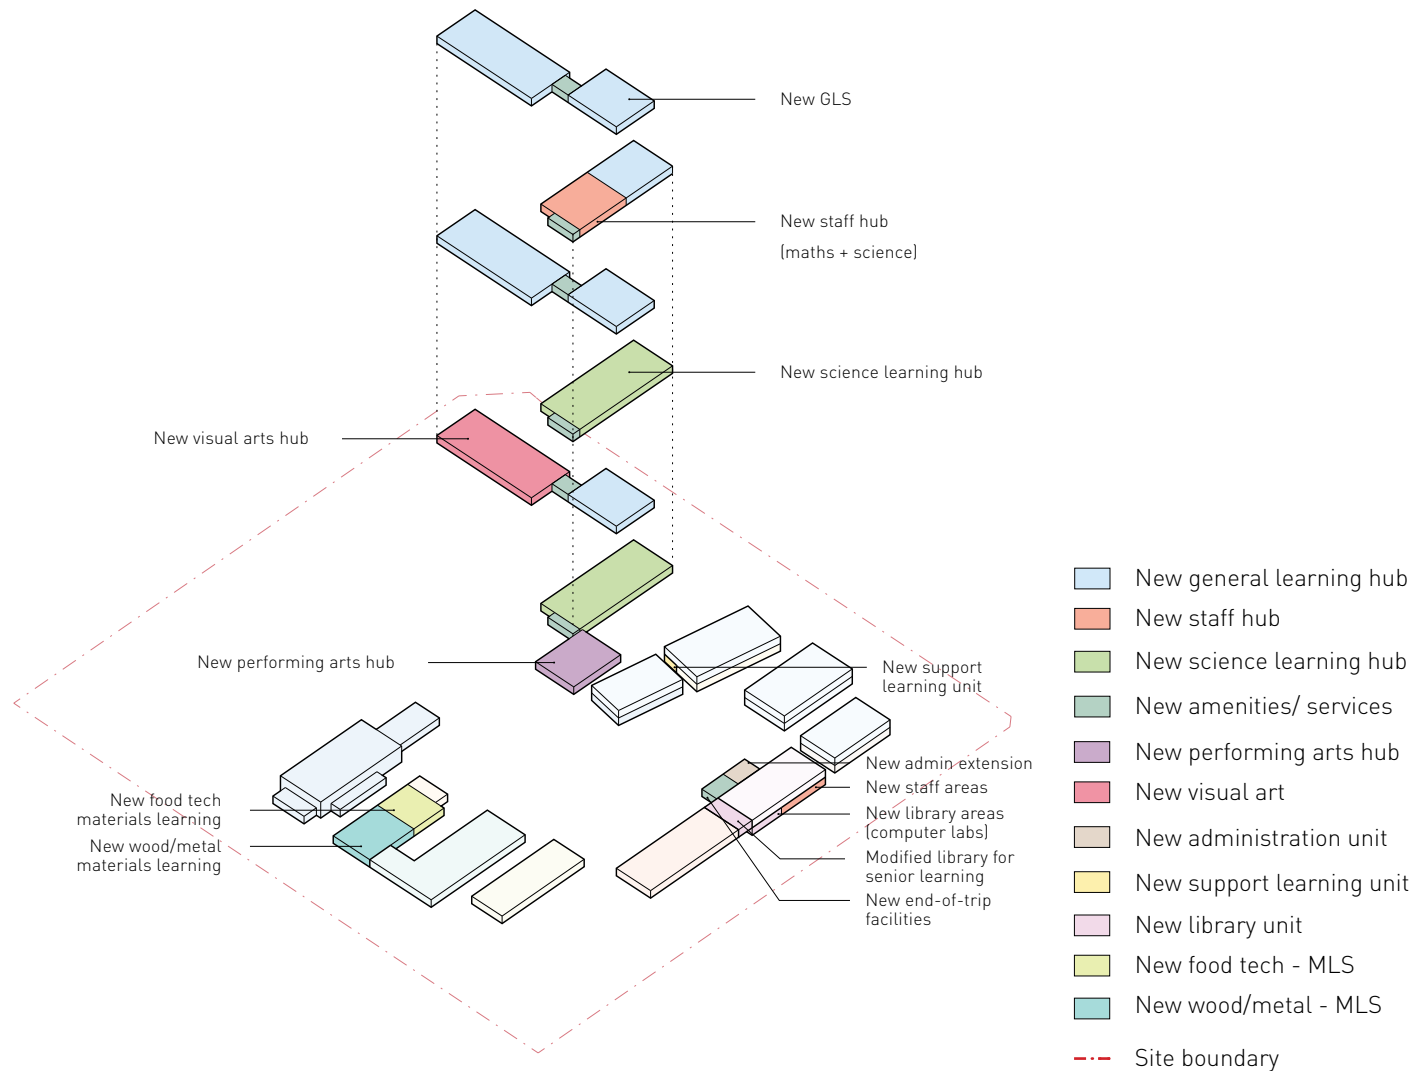 New GLS
New staff hub
(maths + science)
New science learning hub
New visual arts hub
New performing arts hub
New support
learning unit
New admin extension
New staff areas
New library areas
(computer labs)
Modified library for
senior learning
New end-of-trip
facilities
New food tech
materials learning
New wood/metal
materials learning
New general learning hub
New staff hub
New science learning hub
New amenities/ services
New performing arts hub
New visual art
New administration unit
New support learning unit
New library unit
New food tech - MLS
New wood/metal - MLS
Site boundary